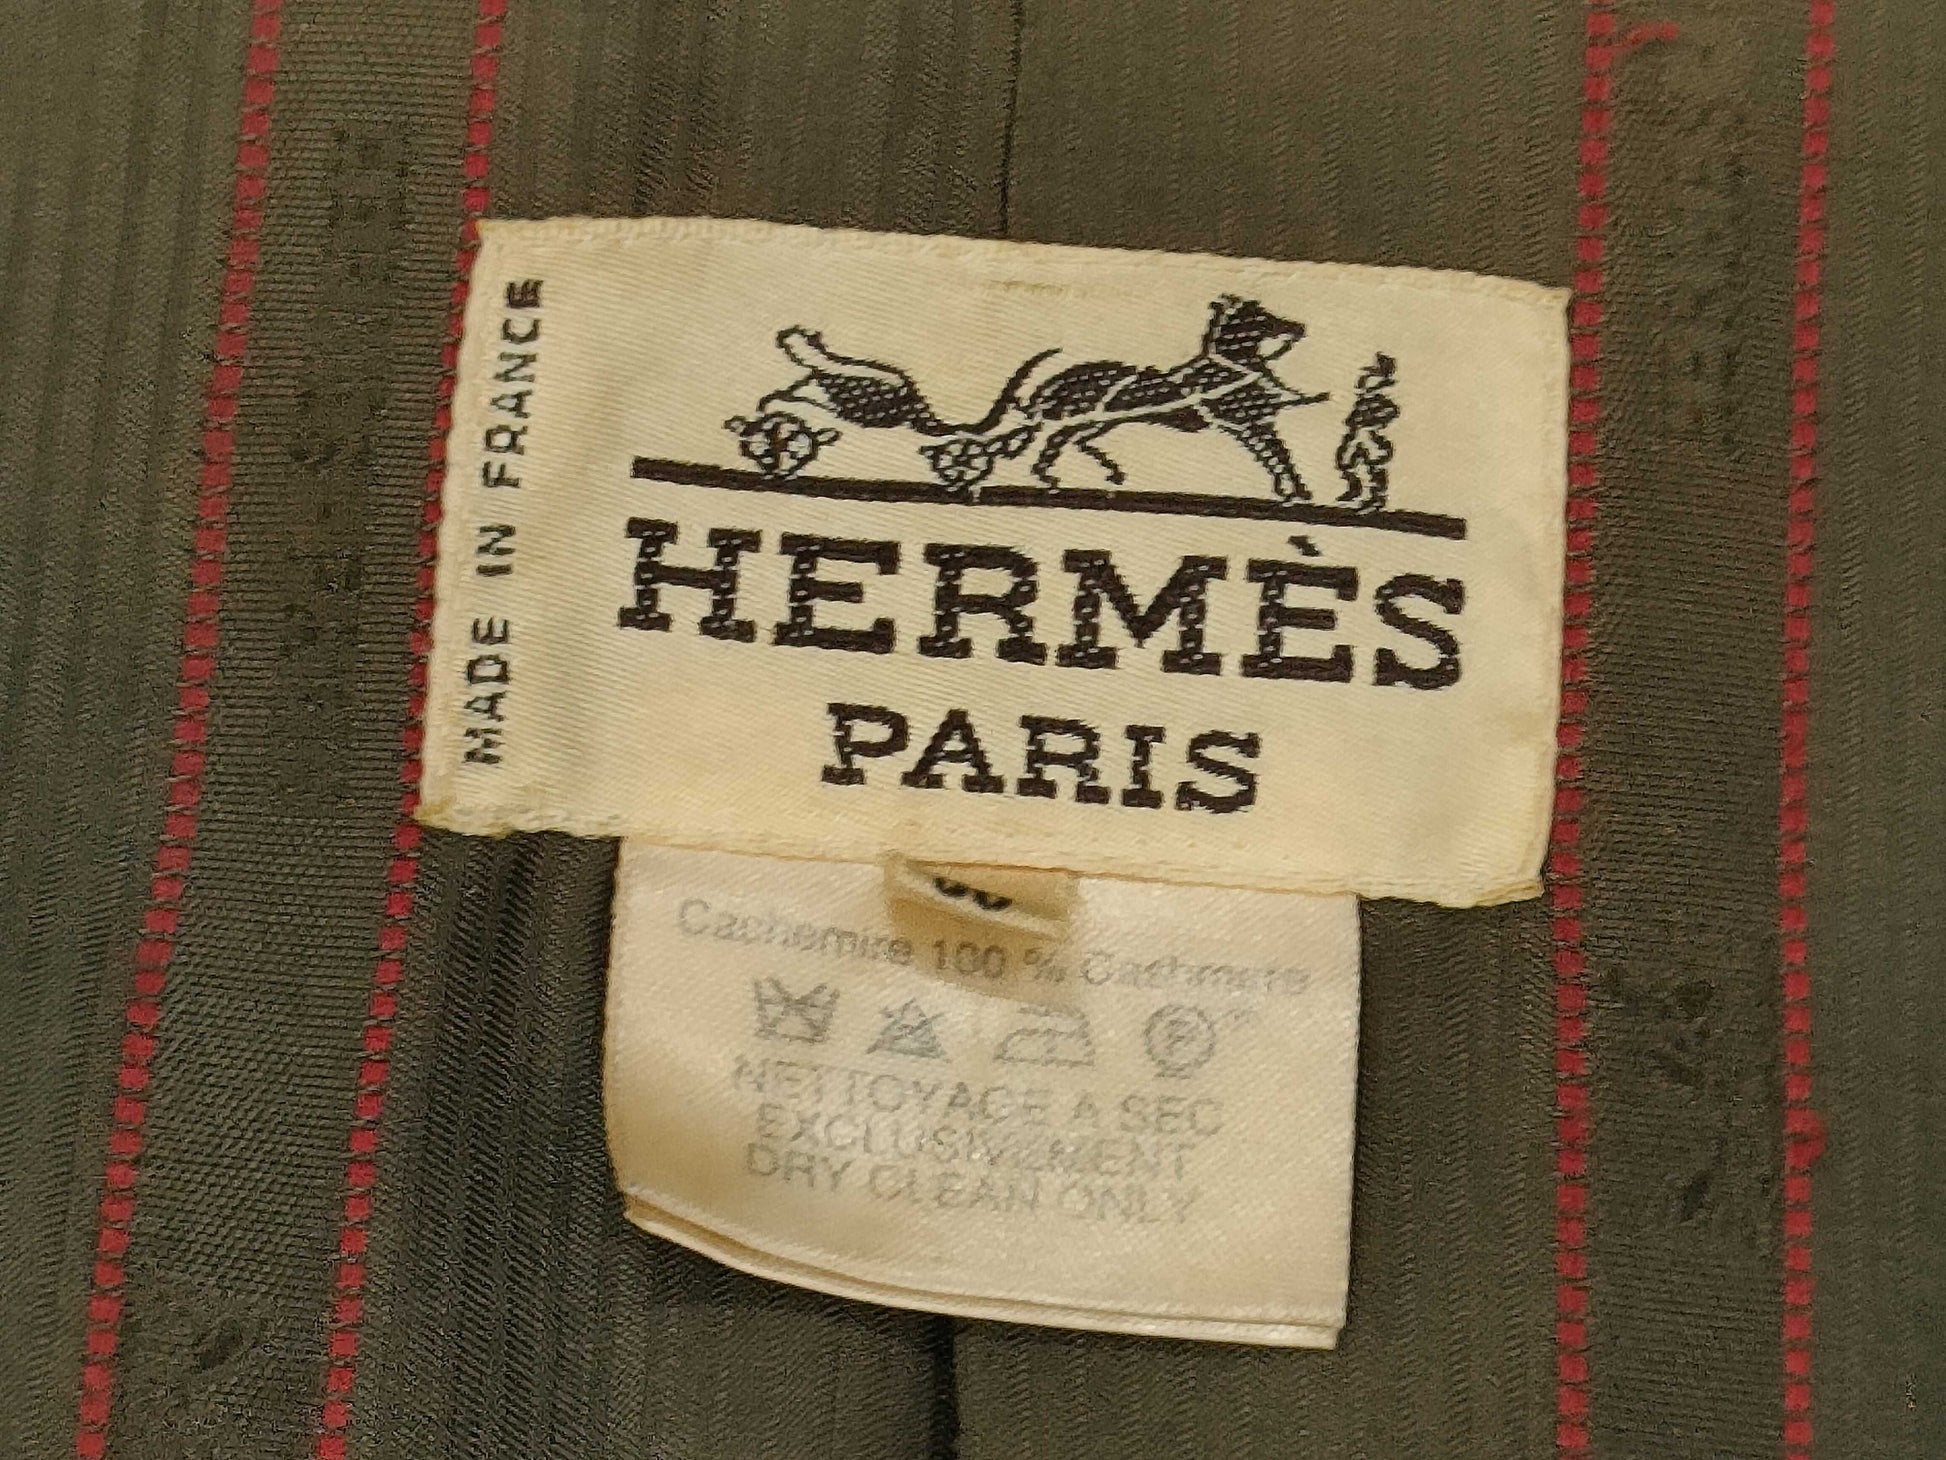 MADE IN FRANCE
HERMÈS
PARIS
Cachemire 100 % Cashmere
P
NETTOYAGE A SEC
EXCLUSIVEMENT
DRY CLEAN ONLY